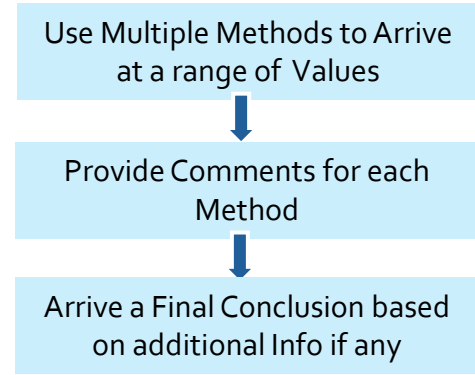 Use Multiple Methods to Arrive
at a range of Values
Provide Comments for each
Method
Arrive a Final Conclusion based
on additional Info if any